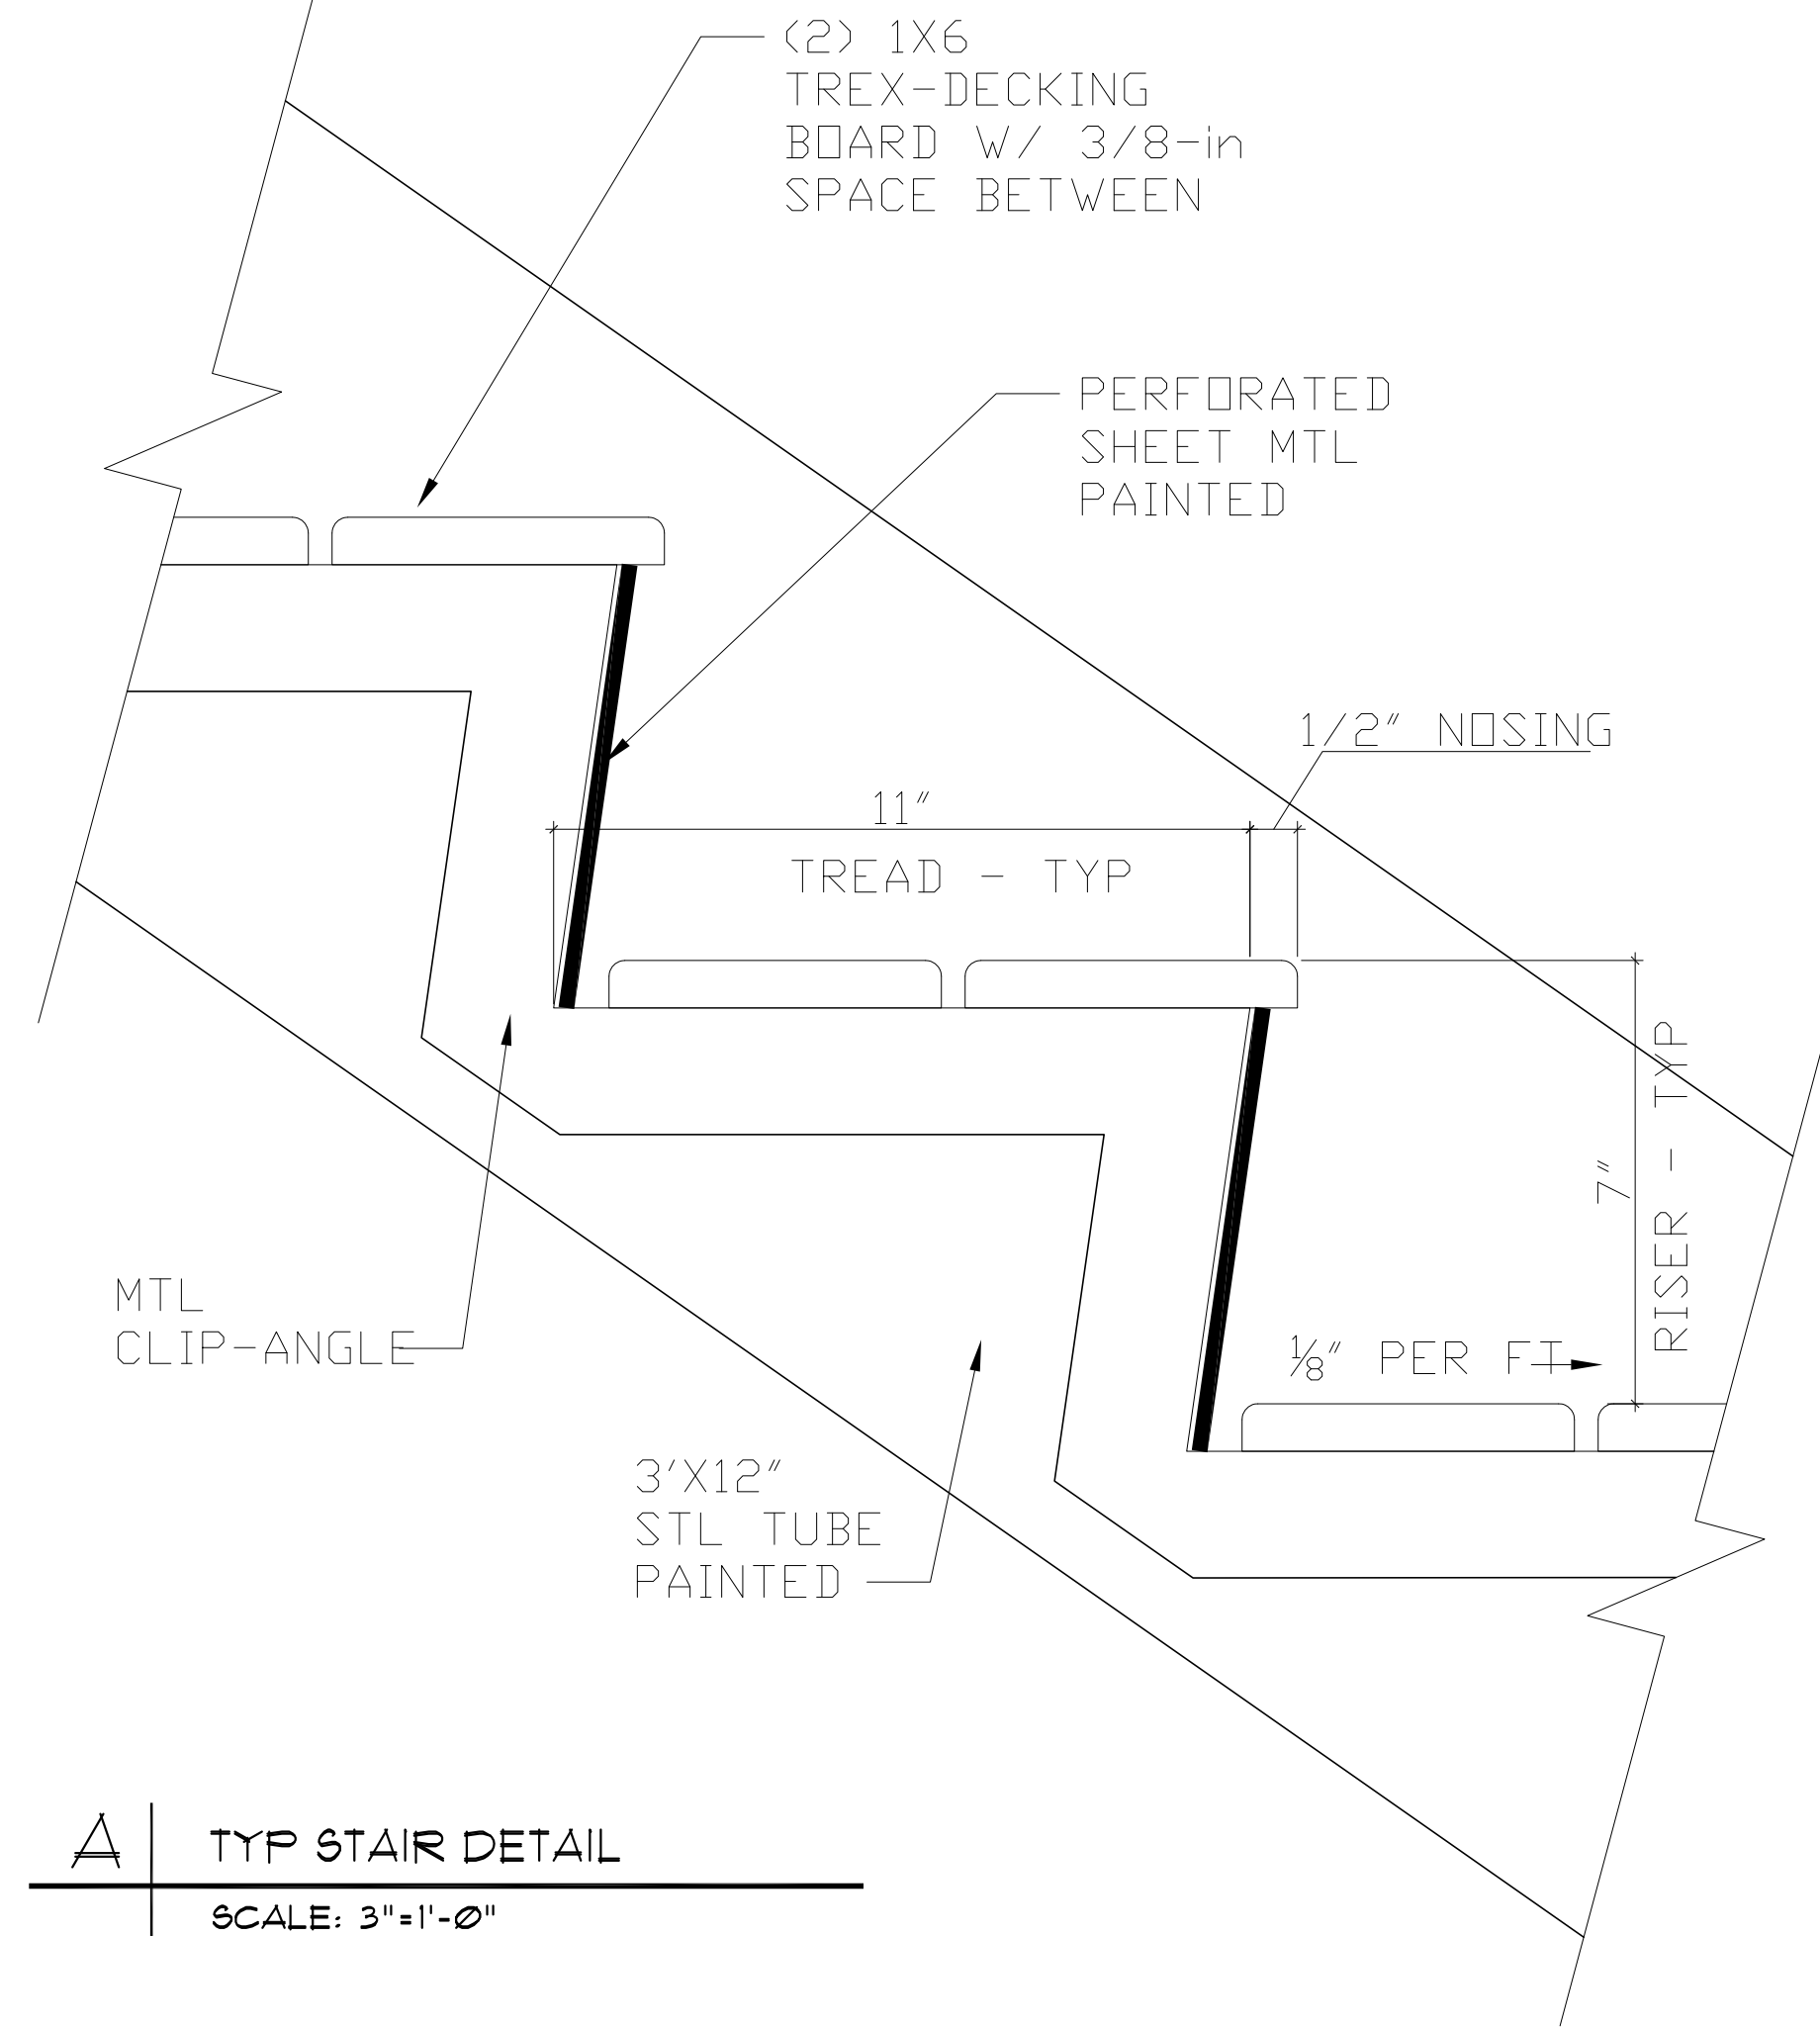 (2) 1X6
TREX-DECKING
BOARD W/ 3/8-in
SPACE BETWEEN
PERFORATED
SHEET MTL
PAINTED
1/2" NOSING
11"
TREAD - TYP
7"
RISER - TYP
MTL
CLIP-ANGLE
1/8" PER FT
3'X12"
STL TUBE
PAINTED
A
TYP STAIR DETAIL
SCALE: 3"=1'-0"